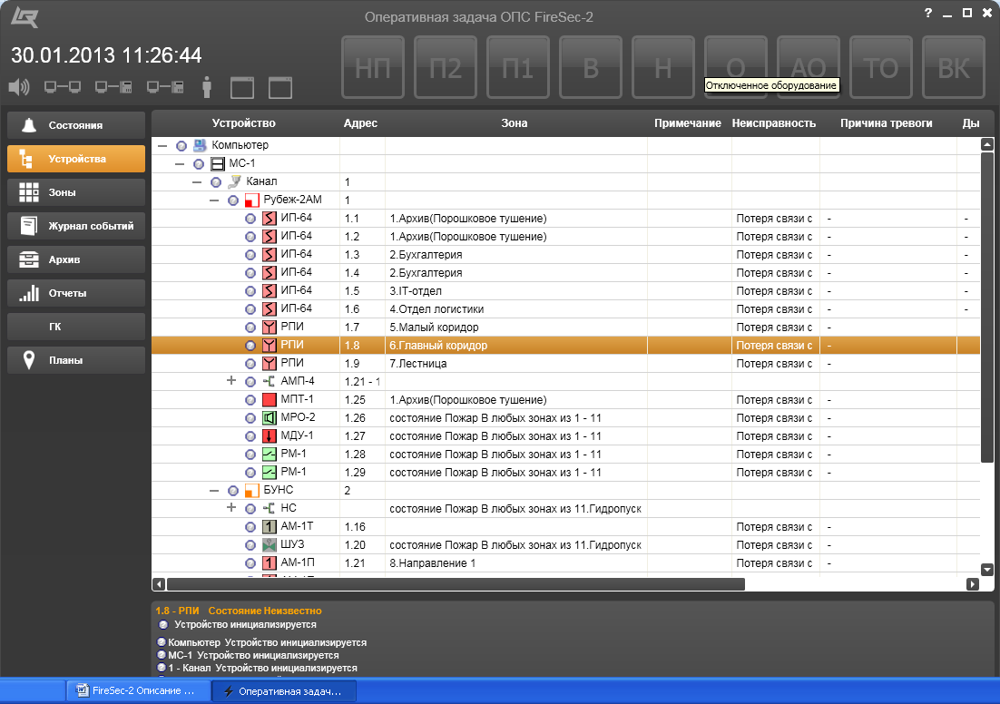 Оперативная задача ОПС FireSec-2
?
30.01.2013 11:26:44
НП П2 П1 В Н О АО ТО ВК
Отключенное оборудование
Состояния
Устройства
Зоны
Журнал событий
Архив
Отчеты
ГК
Планы
Устройство Адрес Зона Примечание Неисправность Причина тревоги Ды
Компьютер
МС-1
Канал 1
Рубеж-2АМ 1
ИП-64 1.1 1.Архив(Порошковое тушение) Потеря связи с - -
ИП-64 1.2 1.Архив(Порошковое тушение) Потеря связи с - -
ИП-64 1.3 2.Бухгалтерия Потеря связи с - -
ИП-64 1.4 2.Бухгалтерия Потеря связи с - -
ИП-64 1.5 3.IT-отдел Потеря связи с - -
ИП-64 1.6 4.Отдел логистики Потеря связи с - -
РПИ 1.7 5.Малый коридор Потеря связи с -
РПИ 1.8 6.Главный коридор Потеря связи с -
РПИ 1.9 7.Лестница Потеря связи с -
АМП-4 1.21 - 1
МПТ-1 1.25 1.Архив(Порошковое тушение) Потеря связи с -
МРО-2 1.26 состояние Пожар В любых зонах из 1 - 11 Потеря связи с -
МДУ-1 1.27 состояние Пожар В любых зонах из 1 - 11 Потеря связи с -
РМ-1 1.28 состояние Пожар В любых зонах из 1 - 11 Потеря связи с -
РМ-1 1.29 состояние Пожар В любых зонах из 1 - 11 Потеря связи с -
БУНС 2
НС состояние Пожар В любых зонах из 11.Гидропуск
1 АМ-1Т 1.16 Потеря связи с -
ШУЗ 1.20 состояние Пожар В любых зонах из 11.Гидропуск Потеря связи с -
1 АМ-1П 1.21 8.Направление 1 Потеря связи с -
1.8 - РПИ Состояние Неизвестно
Устройство инициализируется
Компьютер Устройство инициализируется
МС-1 Устройство инициализируется
1 - Канал Устройство инициализируется
FireSec-2 Описание ...
Оперативная задач...